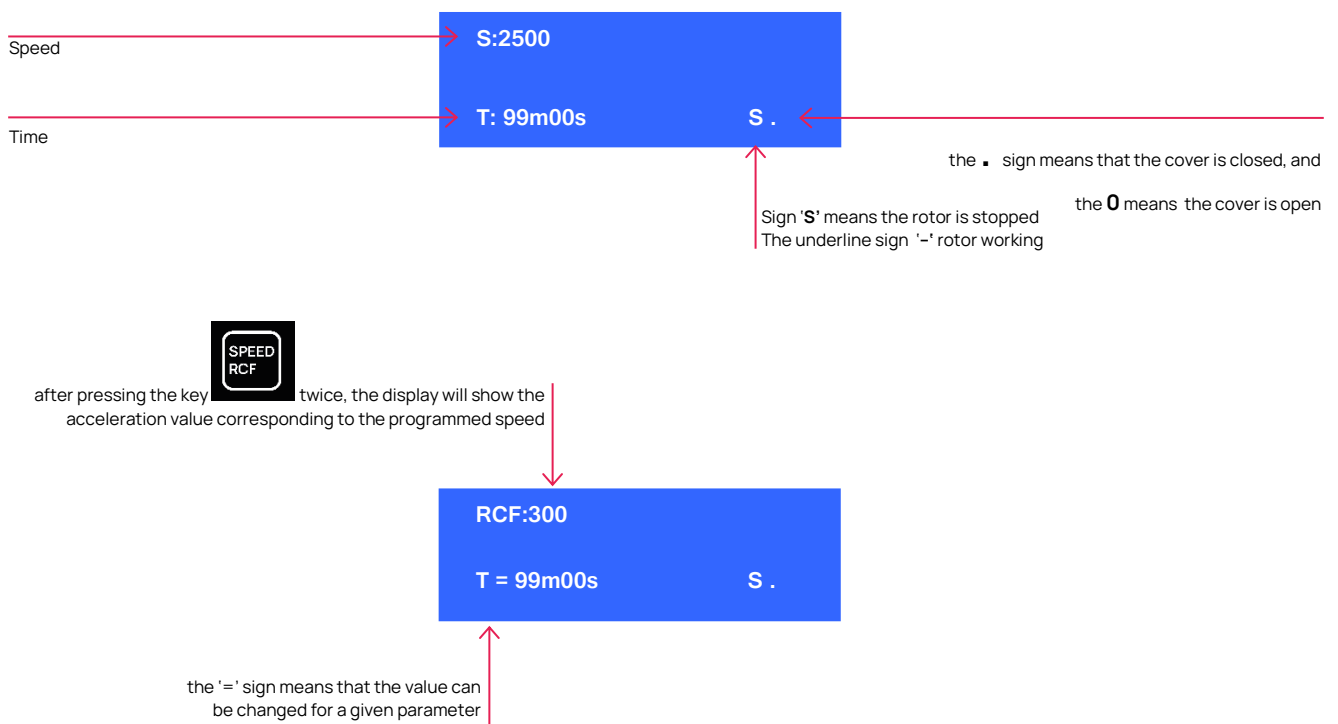 Speed
S:2500
Time
T: 99m00s S .
the . sign means that the cover is closed, and
the 0 means the cover is open
Sign ‘S’ means the rotor is stopped
The underline sign ‘-‘ rotor working
SPEED
RCF
after pressing the key twice, the display will show the
acceleration value corresponding to the programmed speed
RCF:300
T = 99m00s S .
the ‘=’ sign means that the value can
be changed for a given parameter